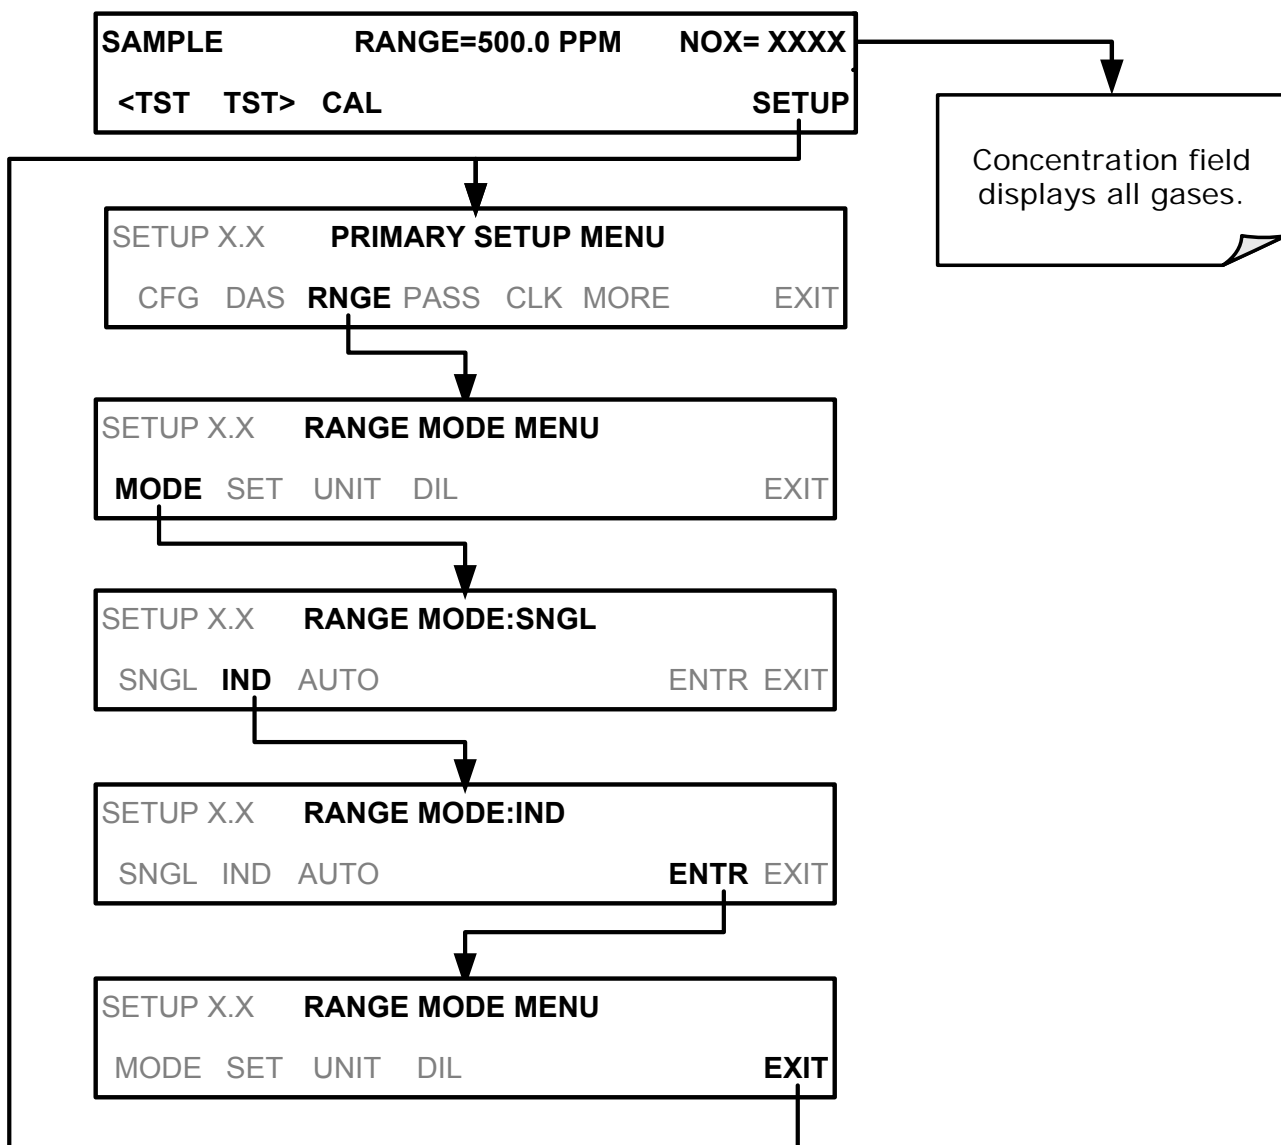 SAMPLE RANGE=500.0 PPM NOX= XXXX
<TST TST> CAL SETUP
Concentration field
displays all gases.
SETUP X.X PRIMARY SETUP MENU
CFG DAS RNGE PASS CLK MORE EXIT
SETUP X.X RANGE MODE MENU
MODE SET UNIT DIL EXIT
SETUP X.X RANGE MODE:SNGL
SNGL IND AUTO ENTR EXIT
SETUP X.X RANGE MODE:IND
SNGL IND AUTO ENTR EXIT
SETUP X.X RANGE MODE MENU
MODE SET UNIT DIL EXIT